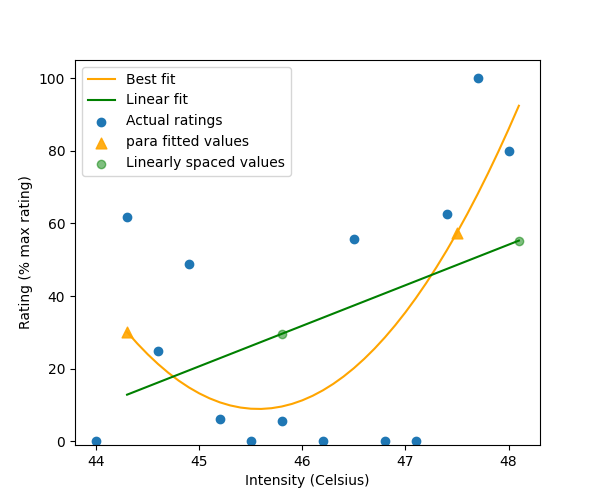 Best fit
Linear fit
Actual ratings
para fitted values
Linearly spaced values
Rating (% max rating)
100
80
60
40
20
0
44 45 46 47 48
Intensity (Celsius)